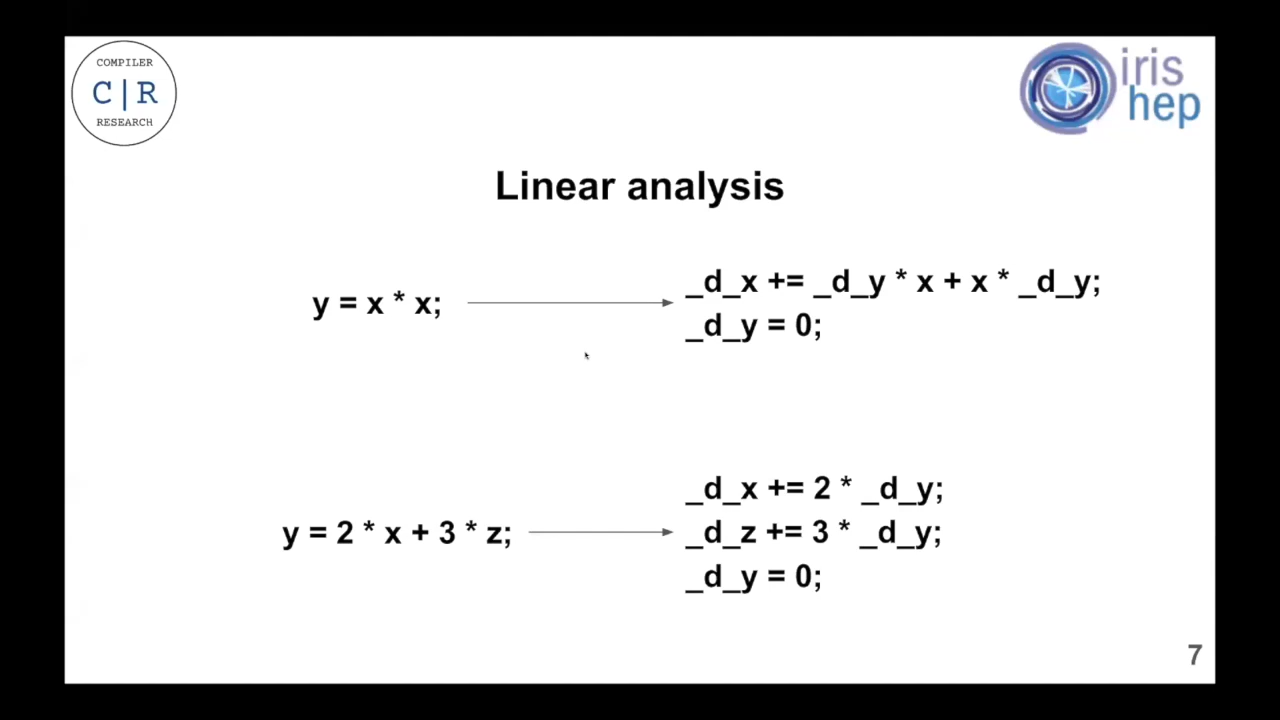 COMPILER
C|R
RESEARCH
iris
hep
Linear analysis
y = x * x;
_d_x += _d_y * x + x * _d_y;
_d_y = 0;
y = 2 * x + 3 * z;
_d_x += 2 * _d_y;
_d_z += 3 * _d_y;
_d_y = 0;
7